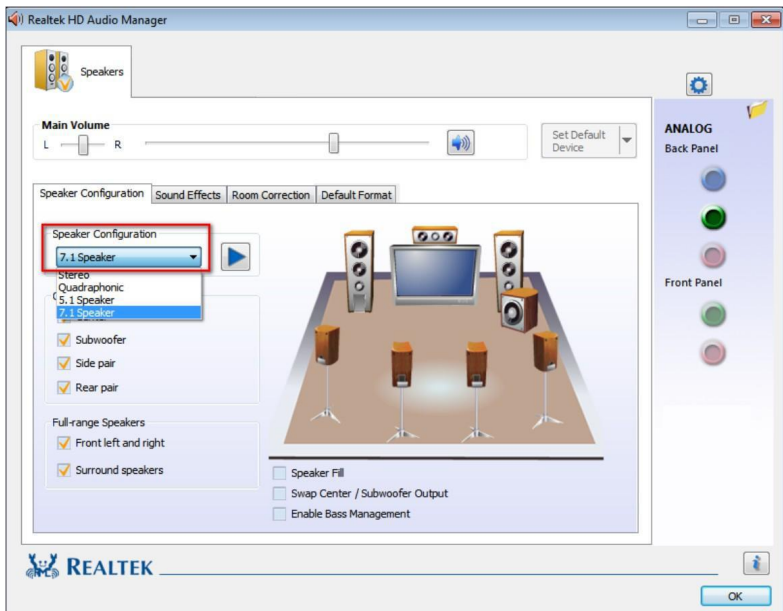 Realtek HD Audio Manager
Speakers
Main Volume
L R
Set Default
Device
ANALOG
Back Panel
Speaker Configuration Sound Effects Room Correction Default Format
Speaker Configuration
7.1 Speaker
Stereo
Quadraphonic
5.1 Speaker
7.1 Speaker
Subwoofer
Side pair
Rear pair
Front Panel
Full-range Speakers
Front left and right
Surround speakers
Speaker Fill
Swap Center / Subwoofer Output
Enable Bass Management
REALTEK
OK